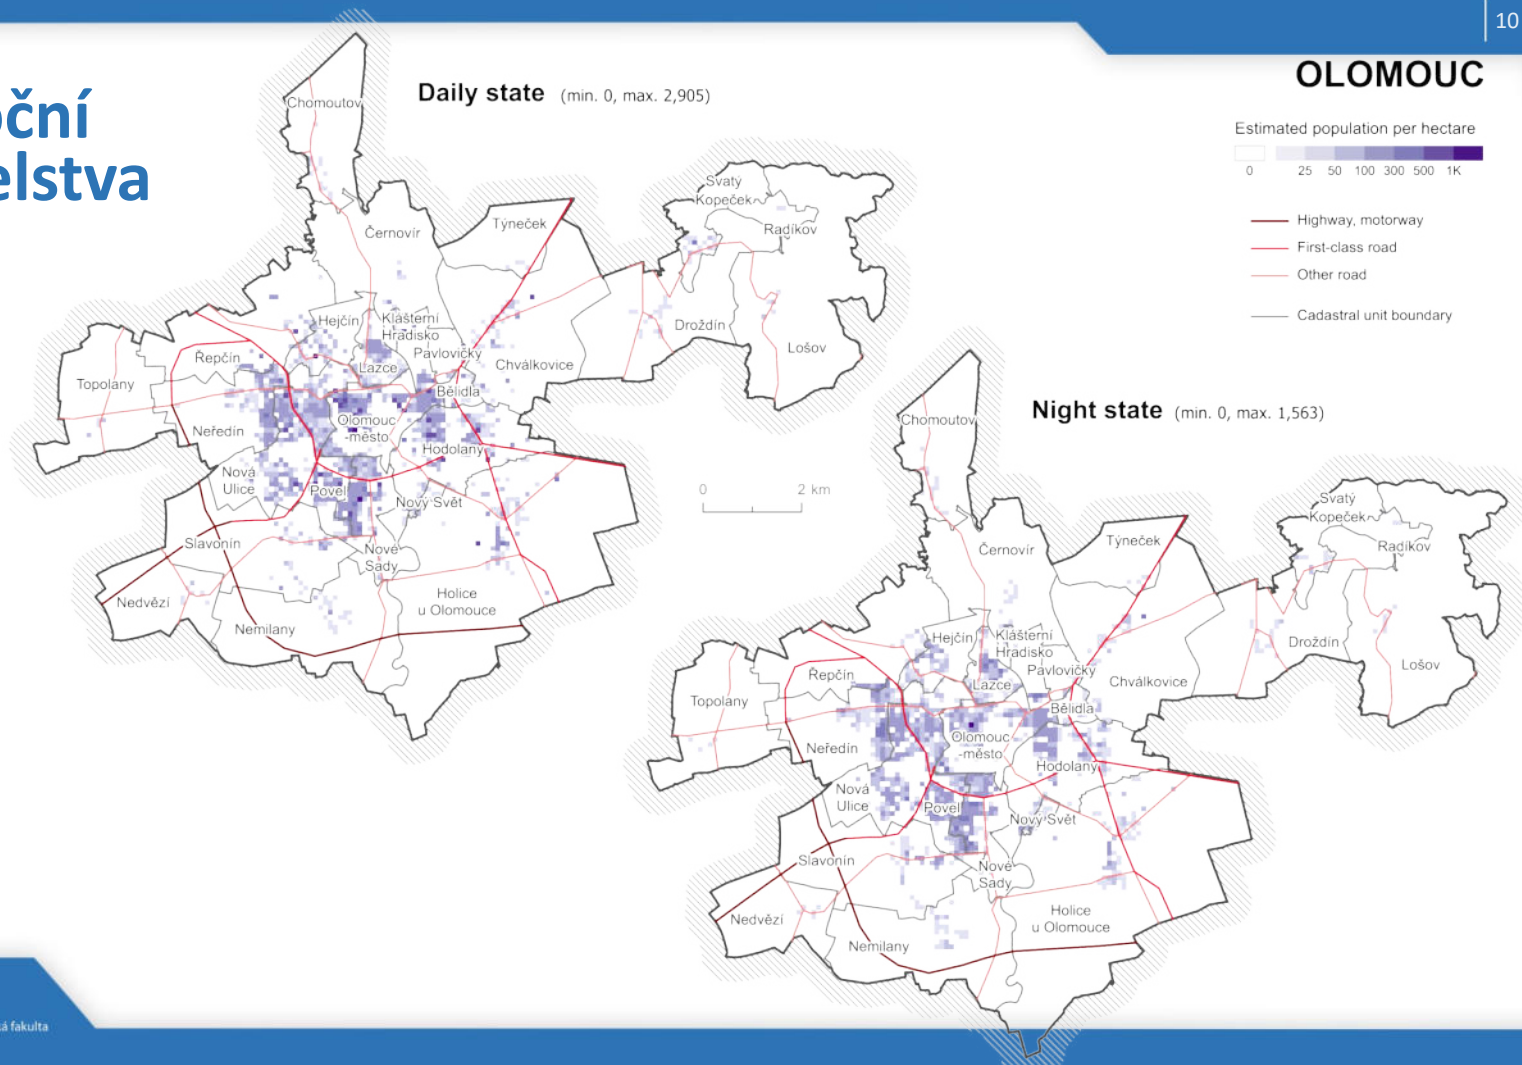 10
oční
elstva
Daily state (min. 0, max. 2,905)
OLOMOUC
Estimated population per hectare
0 25 50 100 300 500 1K
Highway, motorway
First-class road
Other road
Cadastral unit boundary
Chomoutov
Černovír
Týneček
Svatý
Kopeček
Radíkov
Hejčín
Klášterní
Hradisko
Pavlovičky
Droždín
Lošov
Řepčín
Lazce
Chválkovice
Topolany
Bělidla
Neředín
Olomouc
-město
Hodolany
Nová
Ulice
Povel
Nový Svět
Slavonín
Nové
Sady
Nedvězí
Holice
u Olomouce
Nemilany
0 2 km
Night state (min. 0, max. 1,563)
Chomoutov
Černovír
Týneček
Svatý
Kopeček
Radíkov
Hejčín
Klášterní
Hradisko
Pavlovičky
Droždín
Lošov
Řepčín
Lazce
Chválkovice
Topolany
Bělidla
Neředín
Olomouc
-město
Hodolany
Nová
Ulice
Povel
Nový Svět
Slavonín
Nové
Sady
Nedvězí
Holice
u Olomouce
Nemilany
á fakulta